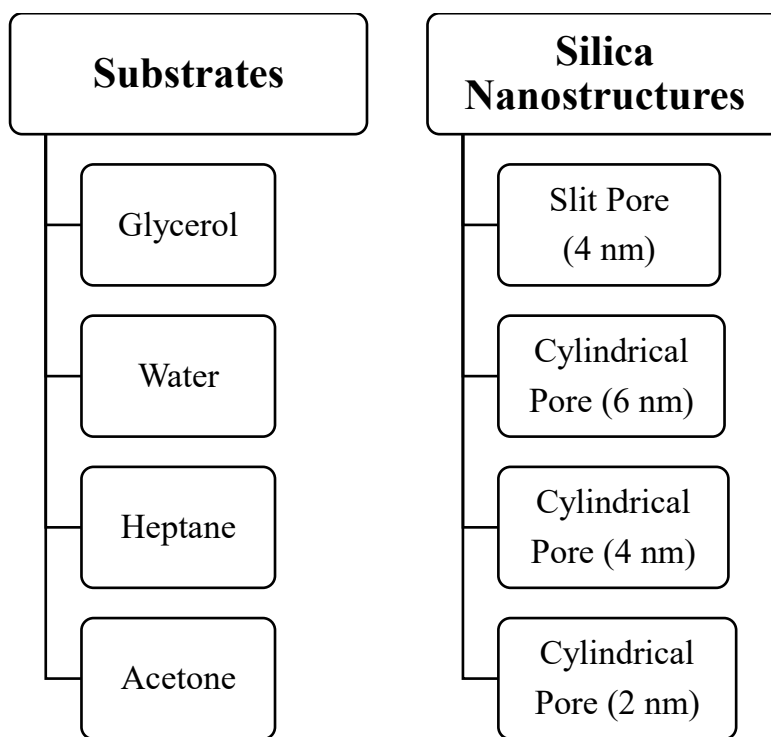 Substrates
Glycerol
Water
Heptane
Acetone
Silica
Nanostructures
Slit Pore
(4 nm)
Cylindrical
Pore (6 nm)
Cylindrical
Pore (4 nm)
Cylindrical
Pore (2 nm)